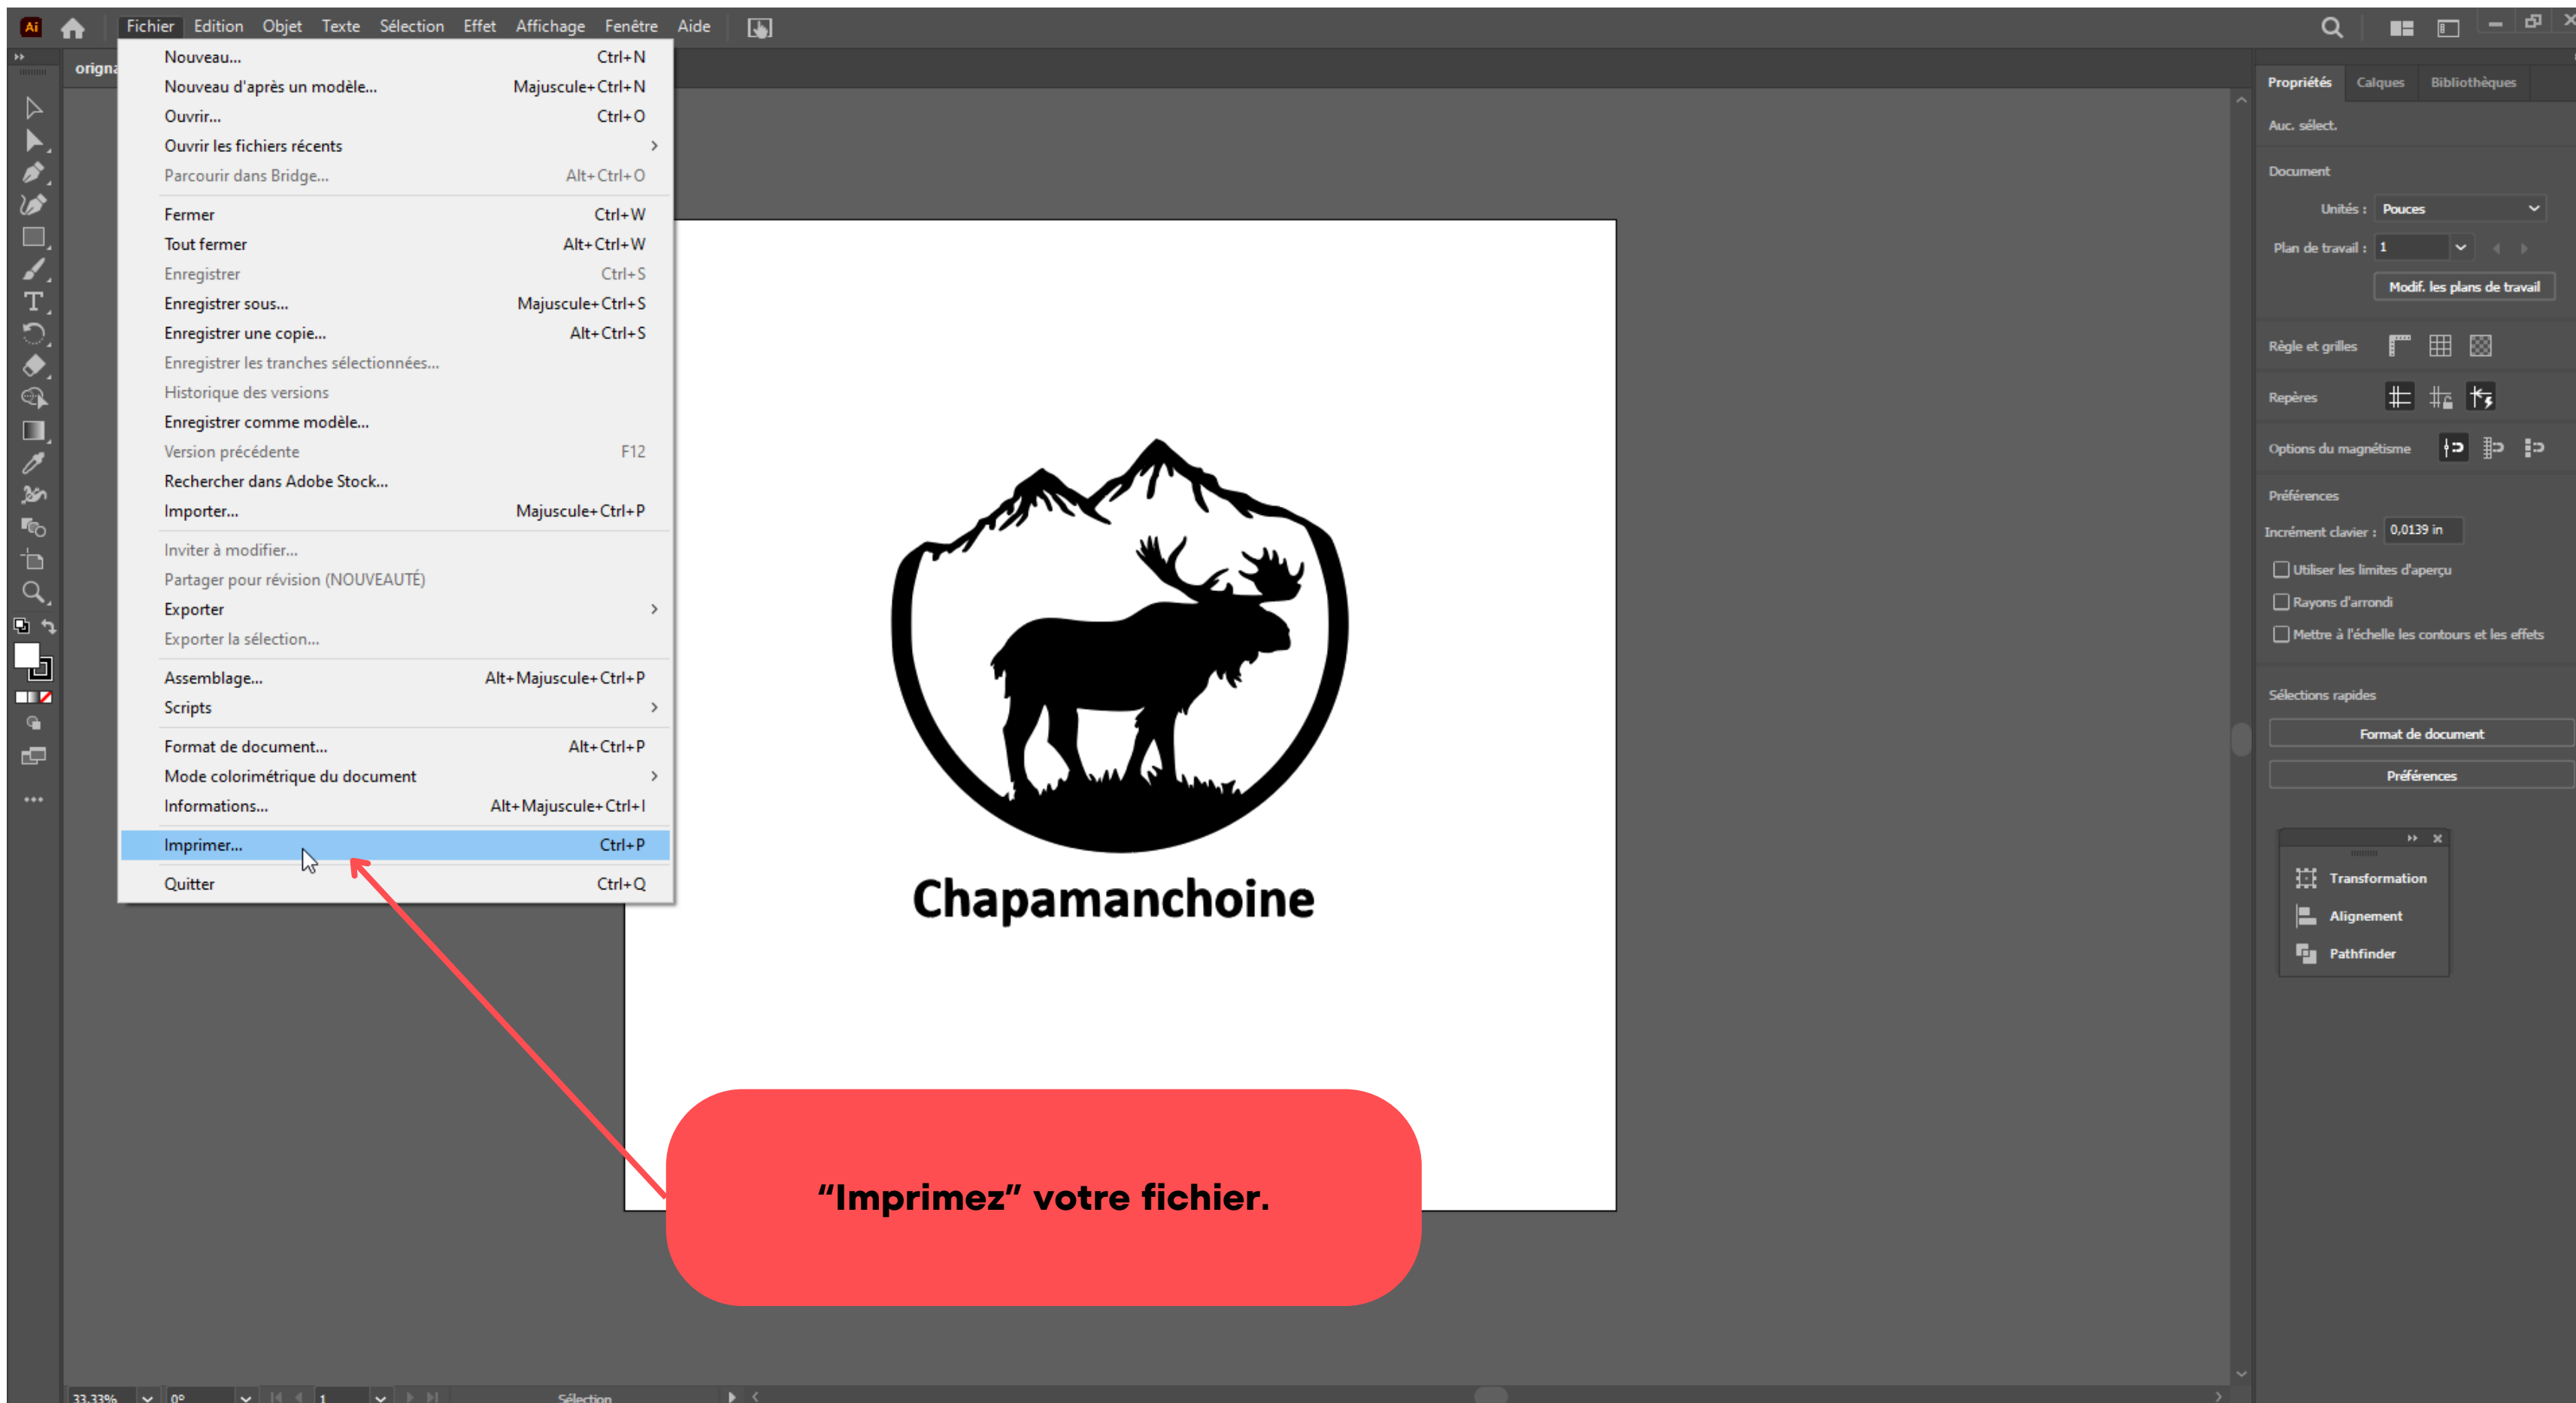 Ai Fichier Edition Objet Texte Sélection Effet Affichage Fenêtre Aide
orign
Nouveau... Ctrl+N
Nouveau d'après un modèle... Majuscule+Ctrl+N
Ouvrir... Ctrl+O
Ouvrir les fichiers récents
Parcourir dans Bridge... Alt+Ctrl+O
Fermer Ctrl+W
Tout fermer Alt+Ctrl+W
Enregistrer Ctrl+S
Enregistrer sous... Majuscule+Ctrl+S
Enregistrer une copie... Alt+Ctrl+S
Enregistrer les tranches sélectionnées...
Historique des versions
Enregistrer comme modèle...
Version précédente F12
Rechercher dans Adobe Stock...
Importer... Majuscule+Ctrl+P
Inviter à modifier...
Partager pour révision (NOUVEAUTÉ)
Exporter
Exporter la sélection...
Assemblage... Alt+Majuscule+Ctrl+P
Scripts
Format de document... Alt+Ctrl+P
Mode colorimétrique du document
Informations... Alt+Majuscule+Ctrl+I
Imprimer... Ctrl+P
Quitter Ctrl+Q
Chapamanchoine
“Imprimez” votre fichier.
Propriétés Calques Bibliothèques
Auc. sélect.
Document
Unités : Pouces
Plan de travail : 1
Modif. les plans de travail
Règle et grilles
Repères
Options du magnétisme
Préférences
Incrément clavier : 0,0139 in
Utiliser les limites d'aperçu
Rayons d'arrondi
Mettre à l'échelle les contours et les effets
Sélections rapides
Format de document
Préférences
Transformation
Alignement
Pathfinder
33,33% 0° 1 Sélection